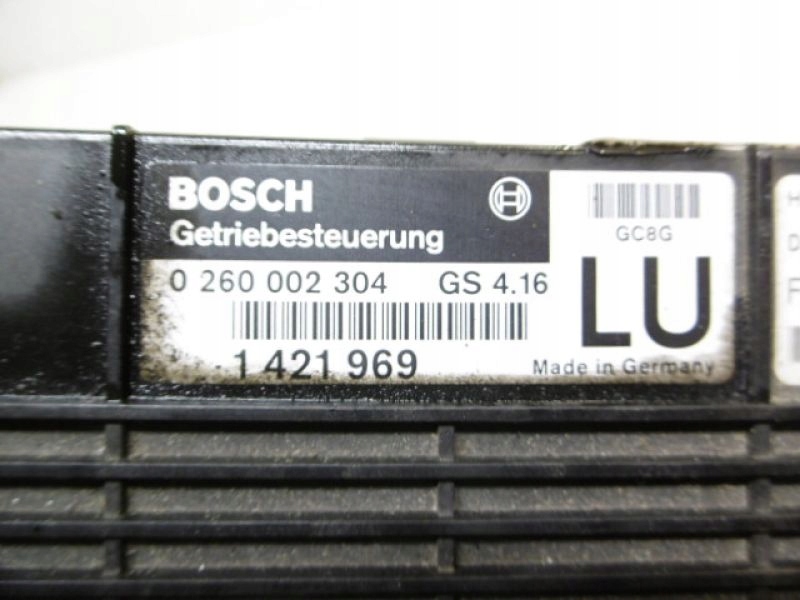 BOSCH
Getriebesteuerung
0 260 002 304 GS 4.16
1 421 969
GC8G
LU
Made in Germany
H
D
F